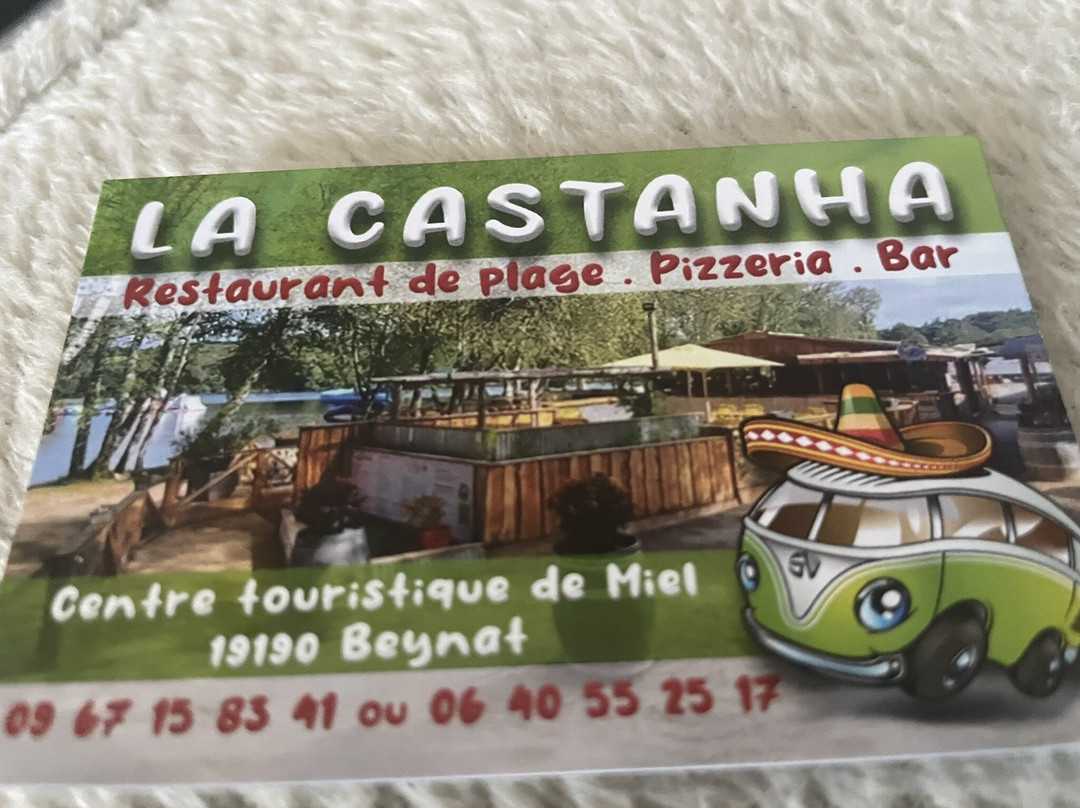 LA CASTANHA
Restaurant de plage . Pizzeria . Bar
SV
Centre touristique de Miel
19190 Beynat
09 67 15 83 41 ou 06 40 55 25 17